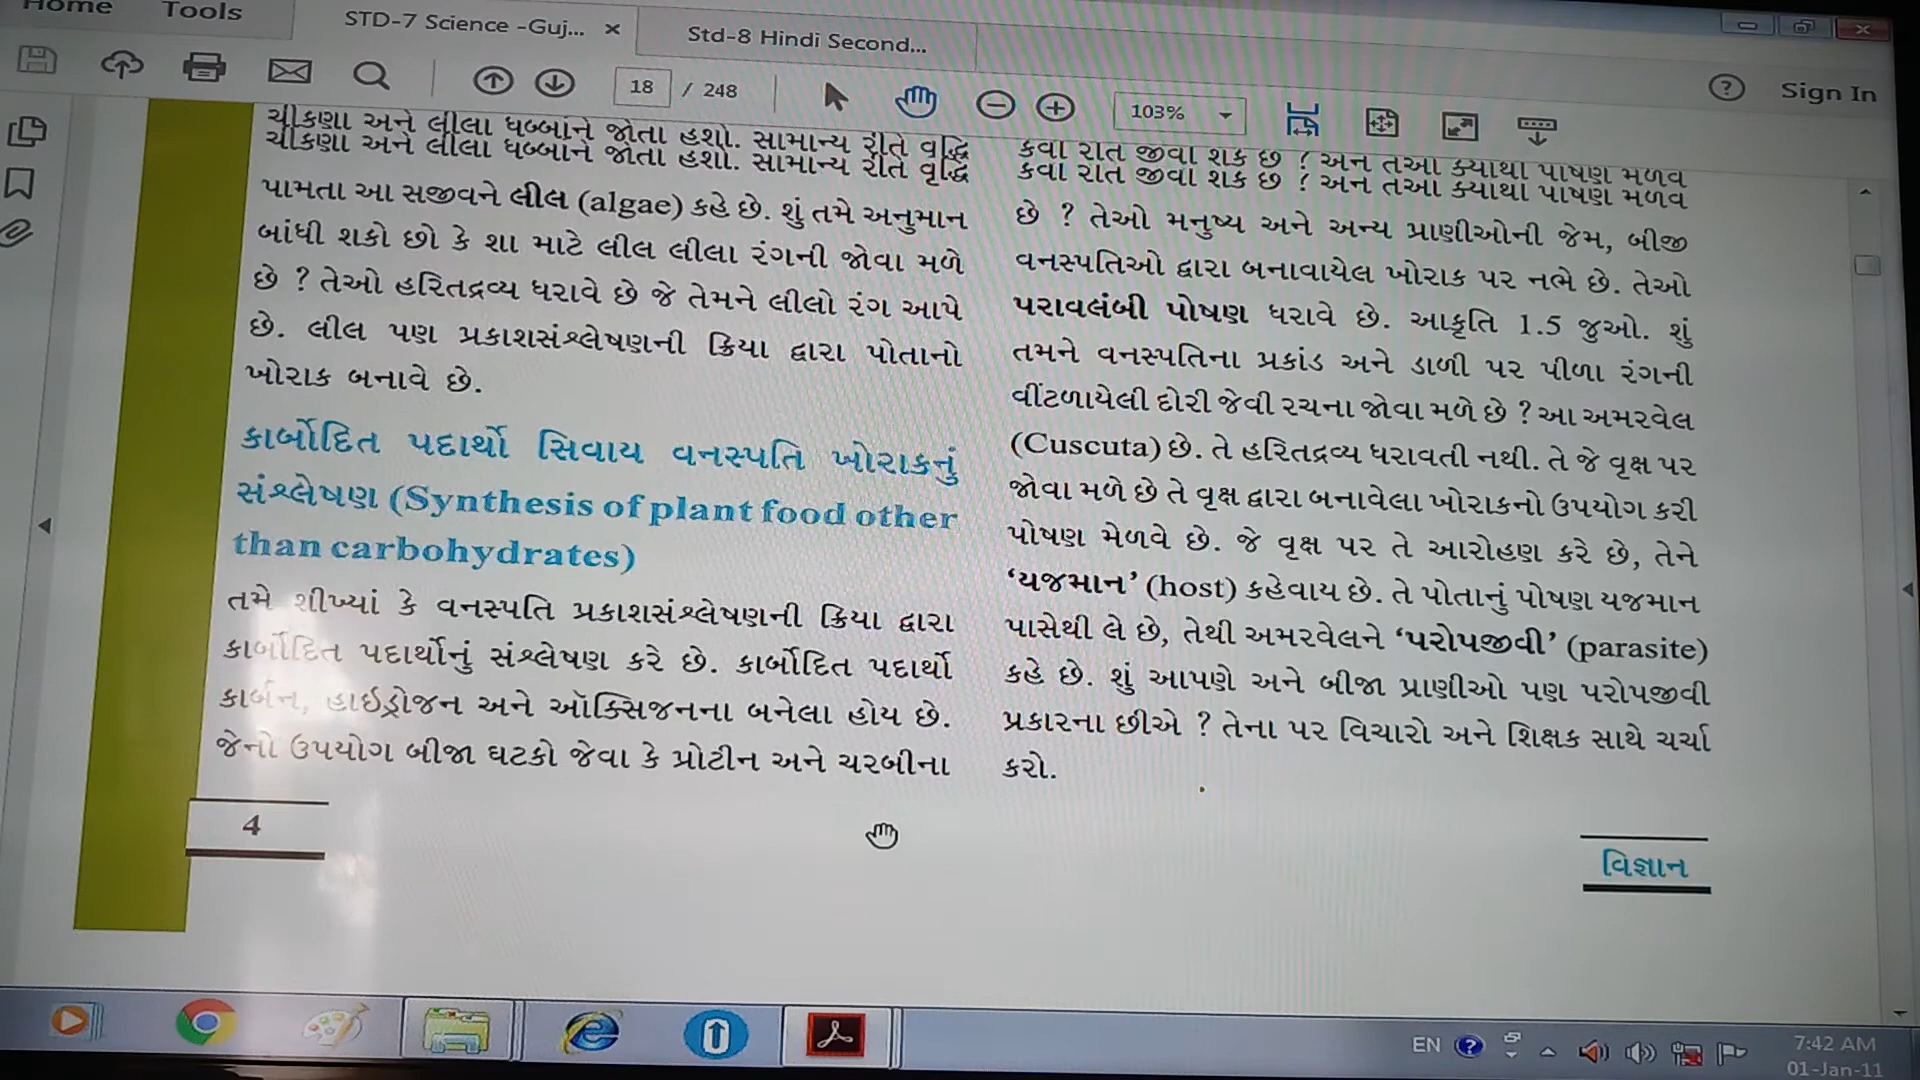 Home Tools STD-7 Science -Guj... × Std-8 Hindi Second...
18 / 248 103% Sign In
ચીકણા અને લીલા ધબ્બાંને જોતા હશો. સામાન્ય રીતે વૃદ્ધિ
ચીકણા અને લીલા ધબ્બાંને જોતા હશો. સામાન્ય રીતે વૃદ્ધિ
પામતા આ સજીવને લીલ (algae) કહે છે. શું તમે અનુમાન
બાંધી શકો છો કે શા માટે લીલ લીલા રંગની જોવા મળે
છે ? તેઓ હરિતદ્રવ્ય ધરાવે છે જે તેમને લીલો રંગ આપે
છે. લીલ પણ પ્રકાશસંશ્લેષણની ક્રિયા દ્વારા પોતાનો
ખોરાક બનાવે છે.
કાર્બોદિત પદાર્થો સિવાય વનસ્પતિ ખોરાકનું
સંશ્લેષણ (Synthesis of plant food other
than carbohydrates)
તમે શીખ્યાં કે વનસ્પતિ પ્રકાશસંશ્લેષણની ક્રિયા દ્વારા
કાર્બોદિત પદાર્થોનું સંશ્લેષણ કરે છે. કાર્બોદિત પદાર્થો
કાર્બન, હાઇડ્રોજન અને ઑક્સિજનના બનેલા હોય છે.
જેનો ઉપયોગ બીજા ઘટકો જેવા કે પ્રોટીન અને ચરબીના
4
છે ? તેઓ મનુષ્ય અને અન્ય પ્રાણીઓની જેમ, બીજી
વનસ્પતિઓ દ્વારા બનાવાયેલ ખોરાક પર નભે છે. તેઓ
પરાવલંબી પોષણ ધરાવે છે. આકૃતિ 1.5 જુઓ. શું
તમને વનસ્પતિના પ્રકાંડ અને ડાળી પર પીળા રંગની
વીંટળાયેલી દોરી જેવી રચના જોવા મળે છે ? આ અમરવેલ
(Cuscuta) છે. તે હરિતદ્રવ્ય ધરાવતી નથી. તે જે વૃક્ષ પર
જોવા મળે છે તે વૃક્ષ દ્વારા બનાવેલા ખોરાકનો ઉપયોગ કરી
પોષણ મેળવે છે. જે વૃક્ષ પર તે આરોહણ કરે છે, તેને
‘યજમાન’ (host) કહેવાય છે. તે પોતાનું પોષણ યજમાન
પાસેથી લે છે, તેથી અમરવેલને ‘પરોપજીવી’ (parasite)
કહે છે. શું આપણે અને બીજા પ્રાણીઓ પણ પરોપજીવી
પ્રકારના છીએ ? તેના પર વિચારો અને શિક્ષક સાથે ચર્ચા
કરો.
વિજ્ઞાન
EN 7:42 AM
01-Jan-11